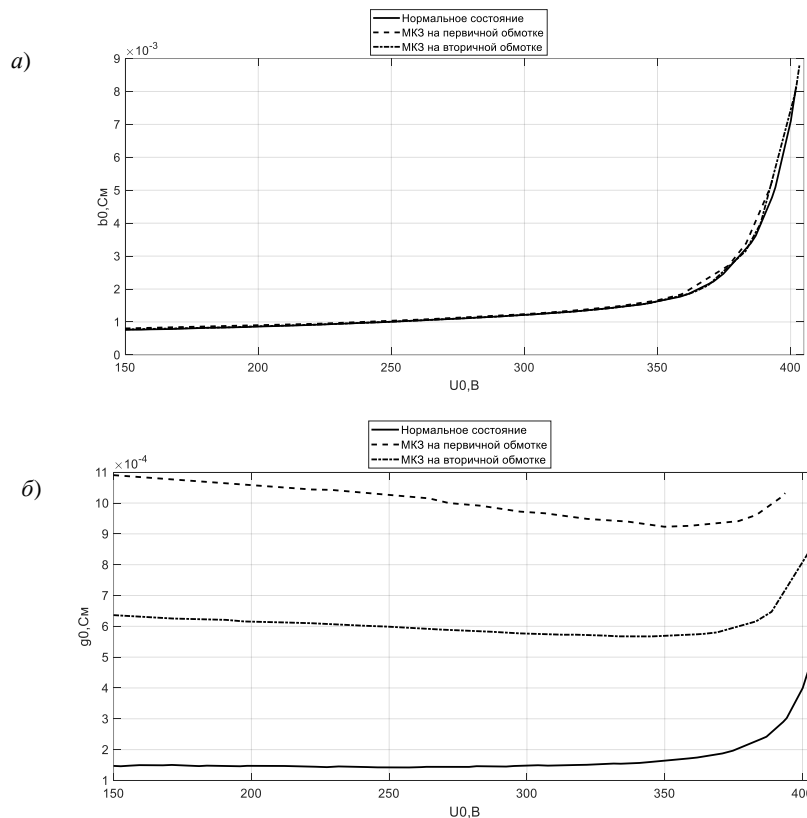 Нормальное состояние
МКЗ на первичной обмотке
МКЗ на вторичной обмотке
а)
×10⁻³
9
8
7
6
5
4
3
2
1
0
b0,См
150 200 250 300 350 400
U0,В
Нормальное состояние
МКЗ на первичной обмотке
МКЗ на вторичной обмотке
б)
×10⁻⁴
11
10
9
8
7
6
5
4
3
2
1
g0,См
150 200 250 300 350 400
U0,В